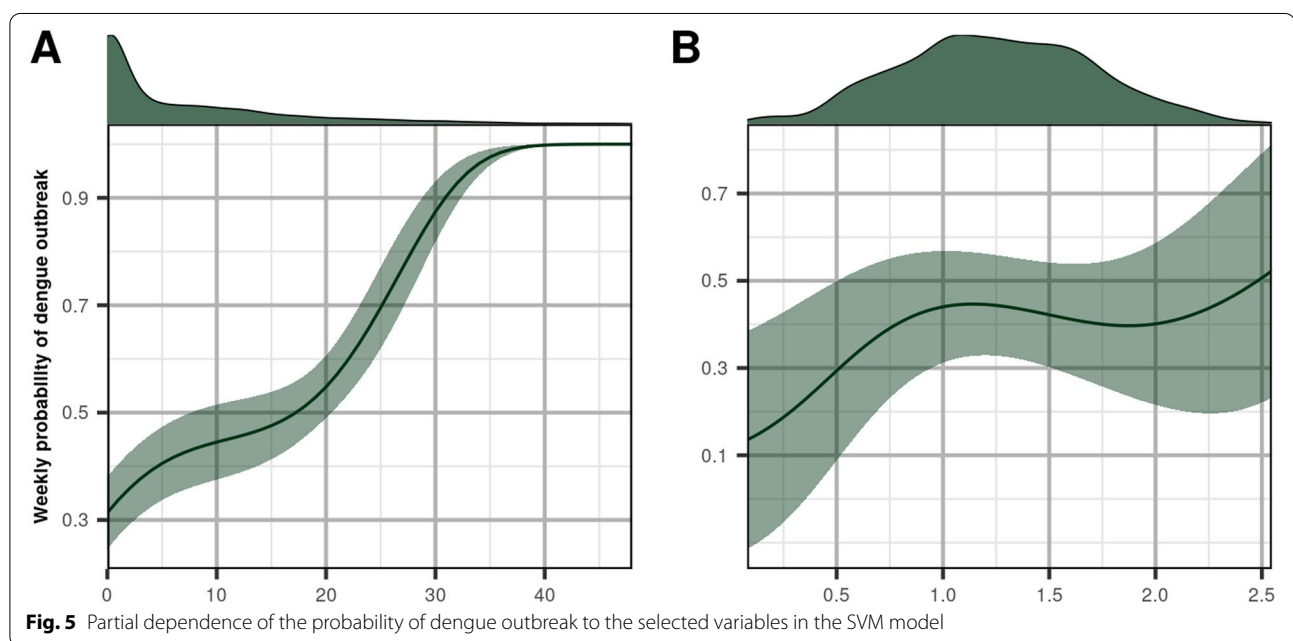 A
B
Weekly probability of dengue outbreak
0.9
0.7
0.5
0.3
0.7
0.5
0.3
0.1
0 10 20 30 40
0.5 1.0 1.5 2.0 2.5
Fig. 5 Partial dependence of the probability of dengue outbreak to the selected variables in the SVM model